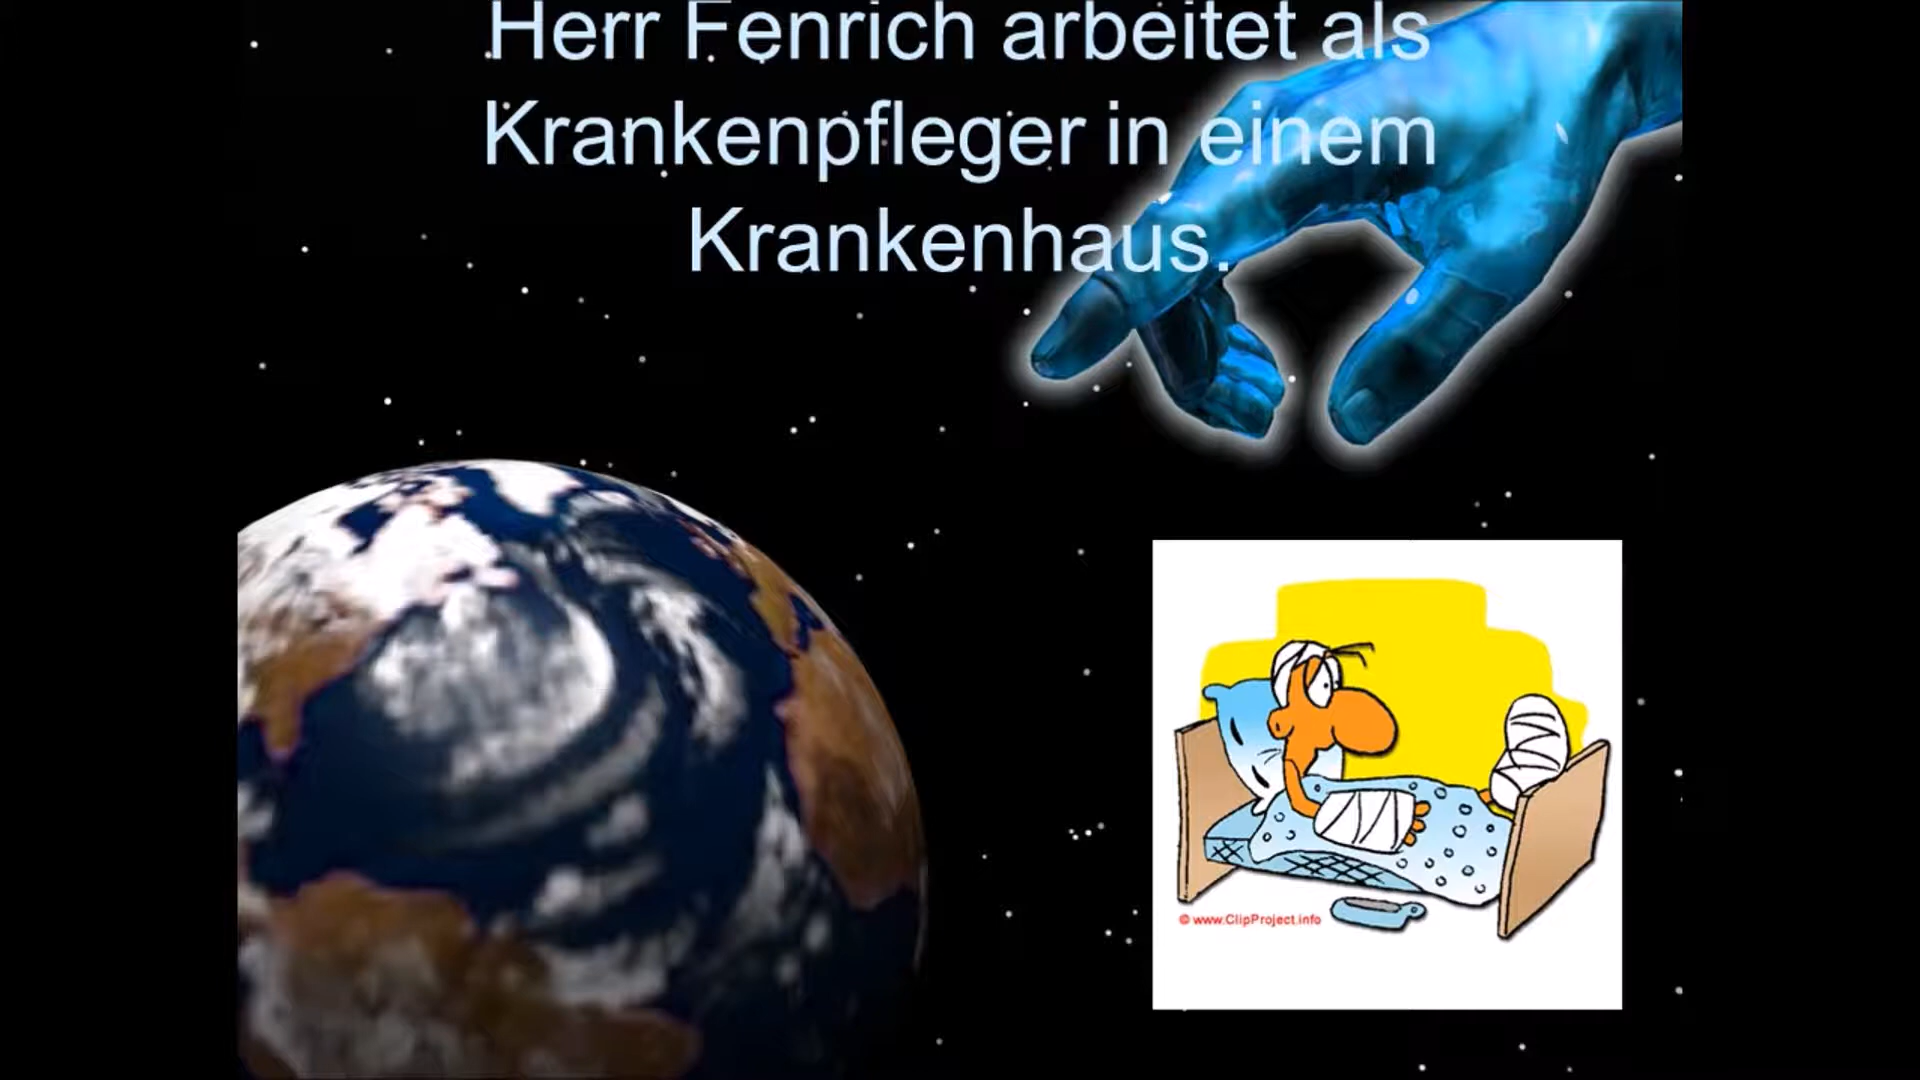 Herr Fenrich arbeitet als
Krankenpfleger in einem
Krankenhaus.
© www.ClipProject.info